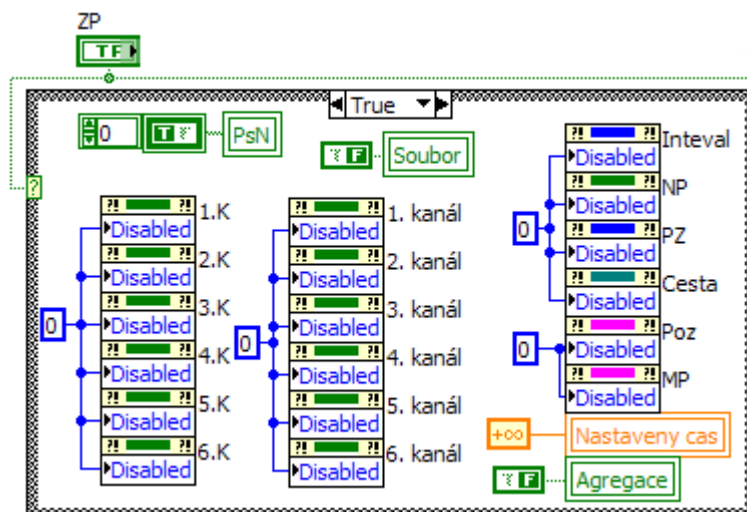 ZP
TF
True
0
T
PsN
F
Soubor
?! ?! Inteval
Disabled
?! ?! NP
Disabled
?! ?! PZ
Disabled
?! ?! Cesta
Disabled
0
?! ?! Poz
Disabled
?! ?! MP
Disabled
0
?
?! ?! 1.K
Disabled
?! ?! 2.K
Disabled
?! ?! 3.K
Disabled
?! ?! 4.K
Disabled
?! ?! 5.K
Disabled
?! ?! 6.K
Disabled
0
?! ?! 1. kanál
Disabled
?! ?! 2. kanál
Disabled
?! ?! 3. kanál
Disabled
?! ?! 4. kanál
Disabled
?! ?! 5. kanál
Disabled
?! ?! 6. kanál
Disabled
0
+∞ Nastaveny cas
F Agregace